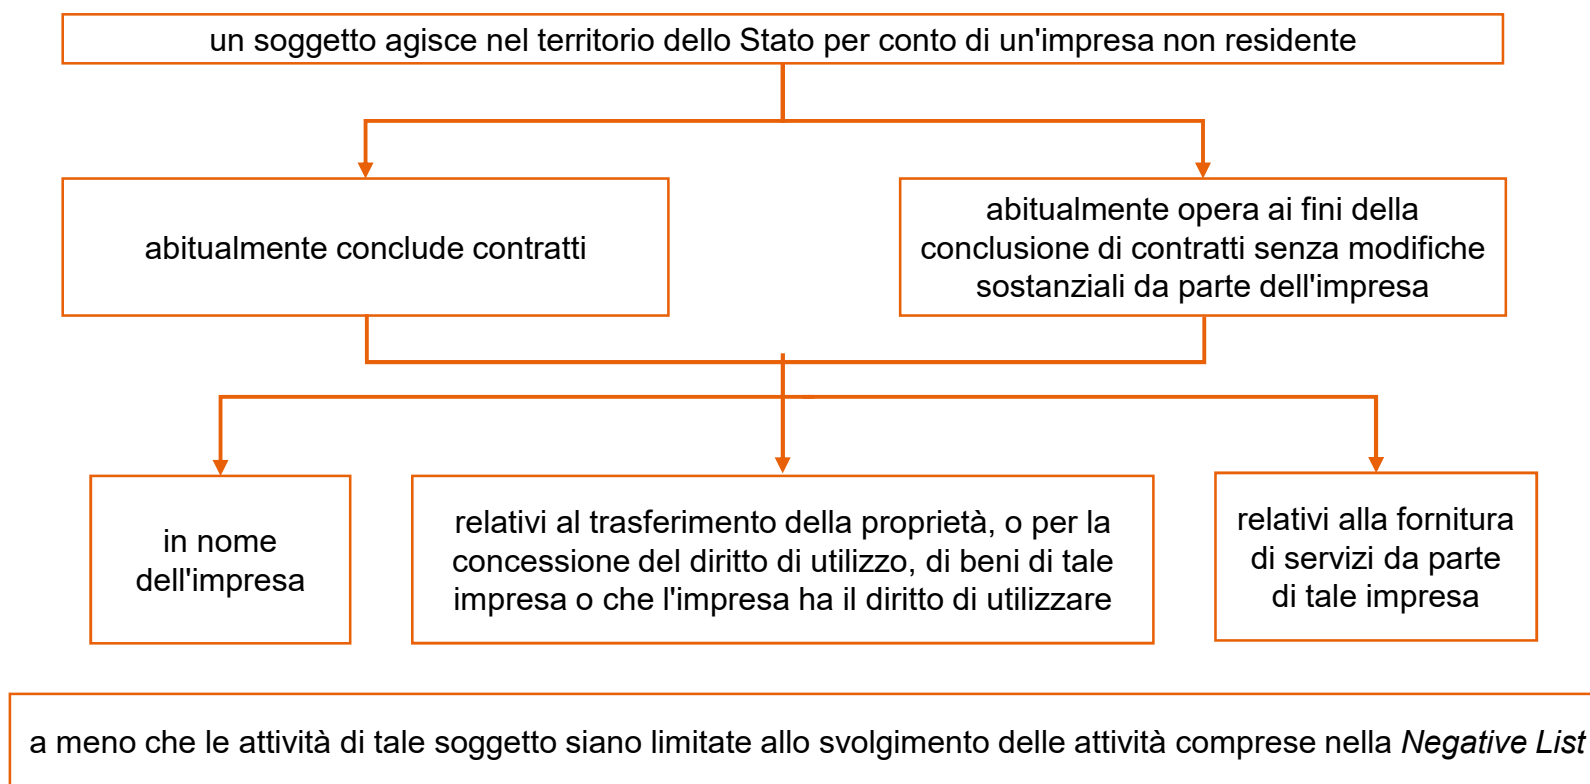 un soggetto agisce nel territorio dello Stato per conto di un'impresa non residente
abitualmente conclude contratti
abitualmente opera ai fini della
conclusione di contratti senza modifiche
sostanziali da parte dell'impresa
in nome
dell'impresa
relativi al trasferimento della proprietà, o per la
concessione del diritto di utilizzo, di beni di tale
impresa o che l'impresa ha il diritto di utilizzare
relativi alla fornitura
di servizi da parte
di tale impresa
a meno che le attività di tale soggetto siano limitate allo svolgimento delle attività comprese nella Negative List